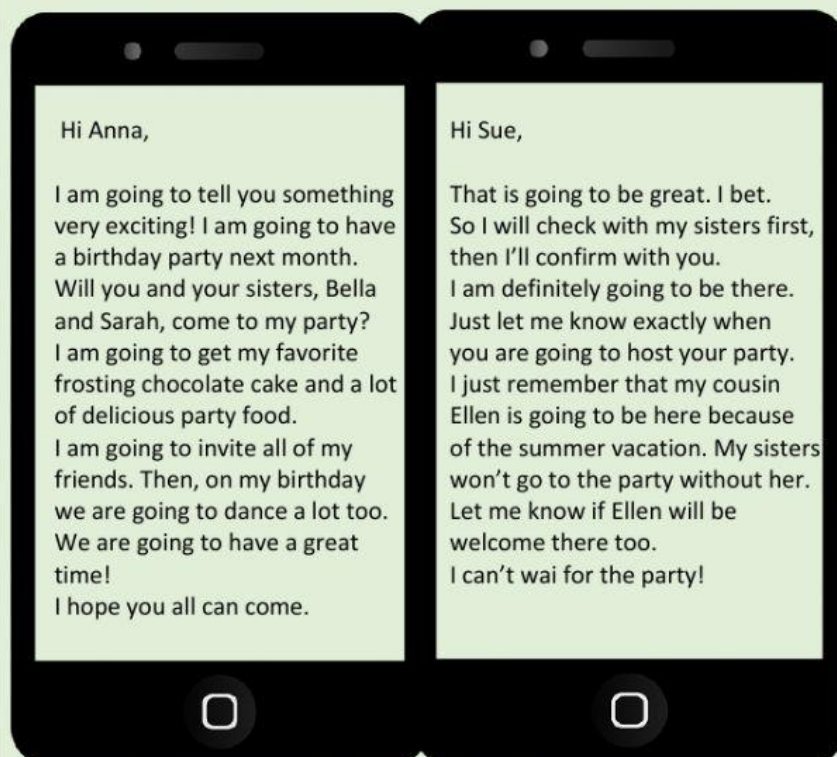 Hi Anna,
I am going to tell you something
very exciting! I am going to have
a birthday party next month.
Will you and your sisters, Bella
and Sarah, come to my party?
I am going to get my favorite
frosting chocolate cake and a lot
of delicious party food.
I am going to invite all of my
friends. Then, on my birthday
we are going to dance a lot too.
We are going to have a great
time!
I hope you all can come.
Hi Sue,
That is going to be great. I bet.
So I will check with my sisters first,
then I'll confirm with you.
I am definitely going to be there.
Just let me know exactly when
you are going to host your party.
I just remember that my cousin
Ellen is going to be here because
of the summer vacation. My sisters
won't go to the party without her.
Let me know if Ellen will be
welcome there too.
I can't wai for the party!